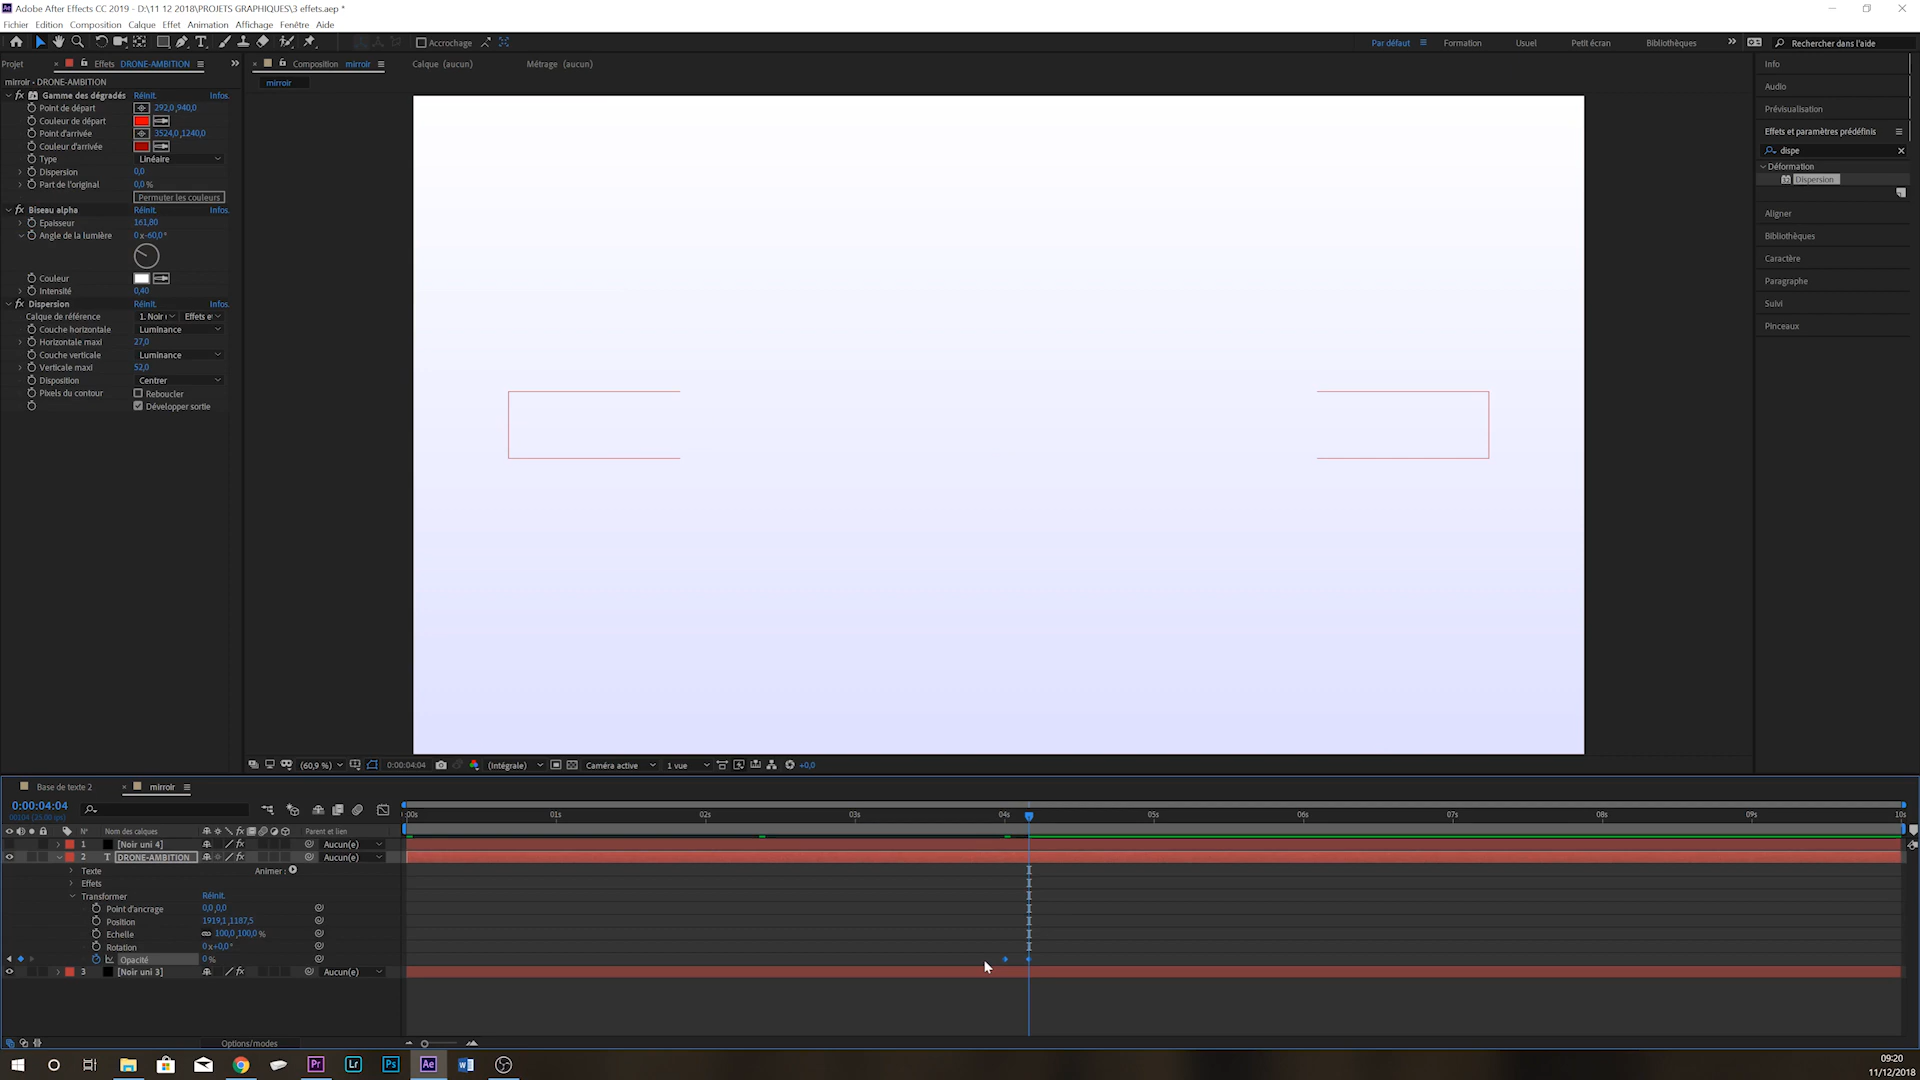 Adobe After Effects CC 2019 - D:\11 12 2018\PROJETS GRAPHIQUES\3 effets.aep *
Fichier Edition Composition Calque Effet Animation Affichage Fenêtre Aide
Accrochage
Par défaut Formation Usuel Petit écran Bibliothèques Rechercher dans l'aide
Projet Effets DRONE-AMBITION
Composition mirroir Calque (aucun) Métrage (aucun)
mirroir
mirroir • DRONE-AMBITION
fx Gamme des dégradés Réinit. Infos.
Point de départ 292,0,940,0
Couleur de départ
Point d'arrivée 3524,0,1240,0
Couleur d'arrivée
Type Linéaire
Dispersion 0,0
Part de l'original 0,0 %
Permuter les couleurs
fx Biseau alpha Réinit. Infos.
Epaisseur 161,80
Angle de la lumière 0 x-60,0°
Couleur
Intensité 0,40
fx Dispersion Réinit. Infos.
Calque de référence 1. Noir Effets e
Couche horizontale Luminance
Horizontale maxi 27,0
Couche verticale Luminance
Verticale maxi 52,0
Disposition Centrer
Pixels du contour Reboucler
Développer sortie
Info
Audio
Prévisualisation
Effets et paramètres prédéfinis
dispe
Déformation
Dispersion
Aligner
Bibliothèques
Caractère
Paragraphe
Suivi
Pinceaux
(60,9 %) 0:00:04:04 (Intégrale) Caméra active 1 vue +0,0
Base de texte 2 mirroir
0:00:04:04
00104 (25.00 ips)
:00s 01s 02s 03s 04s 05s 06s 07s 08s 09s 10s
N° Nom des calques Parent et lien
1 [Noir uni 4] Aucun(e)
2 T DRONE-AMBITION Aucun(e)
Texte Animer :
Effets
Transformer Réinit.
Point d'ancrage 0,0,0,0
Position 1919,1,1187,5
Echelle 100,0,100,0 %
Rotation 0 x+0,0°
Opacité 0 %
3 [Noir uni 3] Aucun(e)
Options/modes
Pr Lr Ps Ae
09:20
11/12/2018